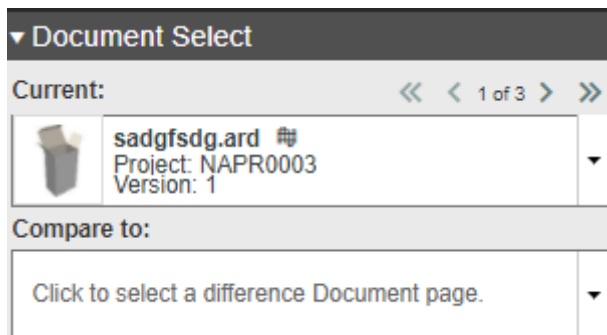 Document Select
Current: 1 of 3
sadgfsdg.ard
Project: NAPR0003
Version: 1
Compare to:
Click to select a difference Document page.